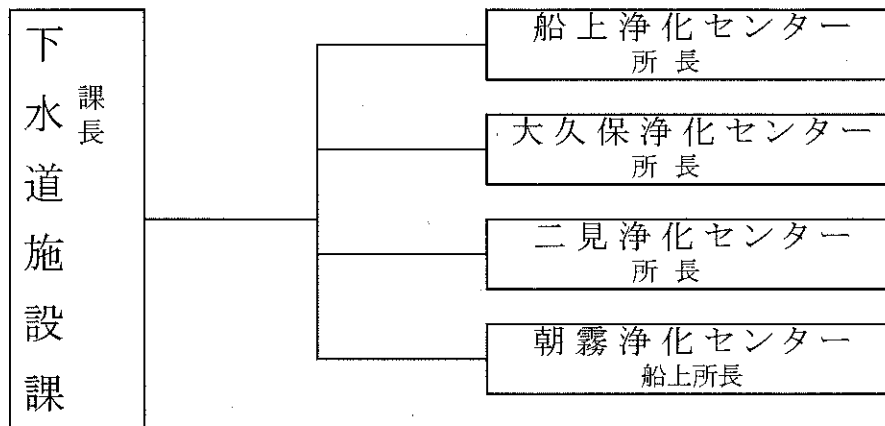 下水道施設課
課長
船上浄化センター
所長
大久保浄化センター
所長
二見浄化センター
所長
朝霧浄化センター
船上所長